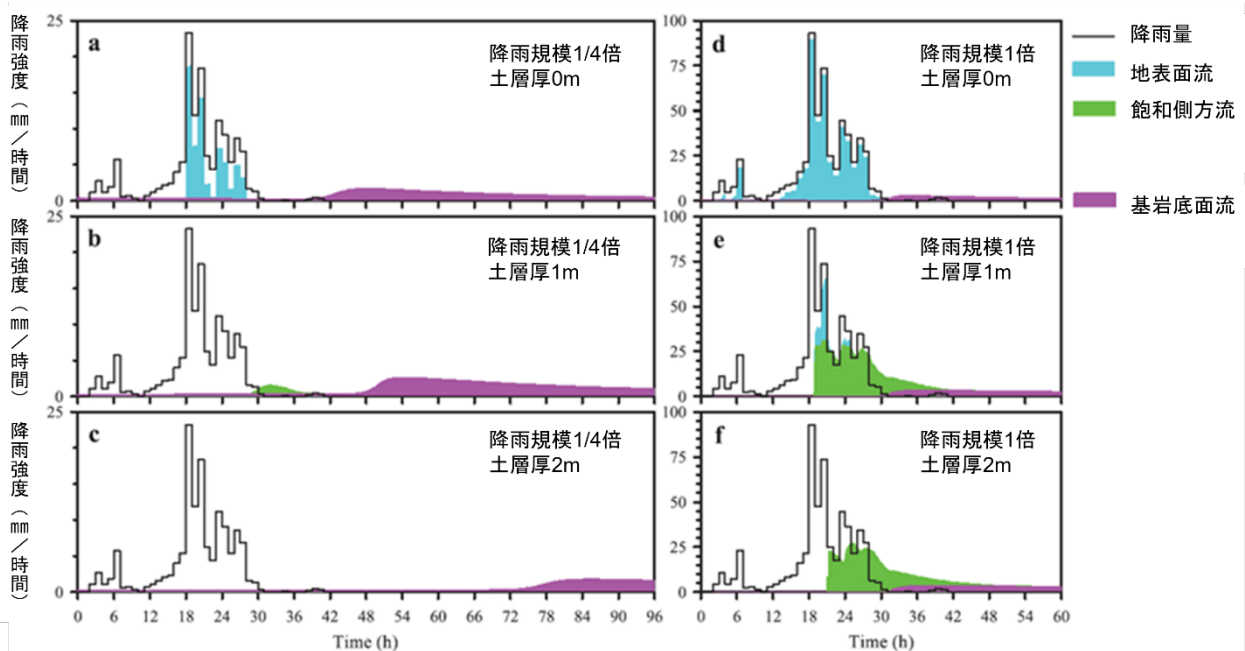 降雨強度（㎜／時間）
25
0
a
降雨規模1/4倍
土層厚0m
100
75
50
25
0
d
降雨規模1倍
土層厚0m
降雨量
地表面流
飽和側方流
基岩底面流
降雨強度（㎜／時間）
25
0
b
降雨規模1/4倍
土層厚1m
100
75
50
25
0
e
降雨規模1倍
土層厚1m
降雨強度（㎜／時間）
25
0
c
降雨規模1/4倍
土層厚2m
100
75
50
25
0
f
降雨規模1倍
土層厚2m
0 6 12 18 24 30 36 42 48 54 60 66 72 78 84 90 96
Time (h)
0 6 12 18 24 30 36 42 48 54 60
Time (h)